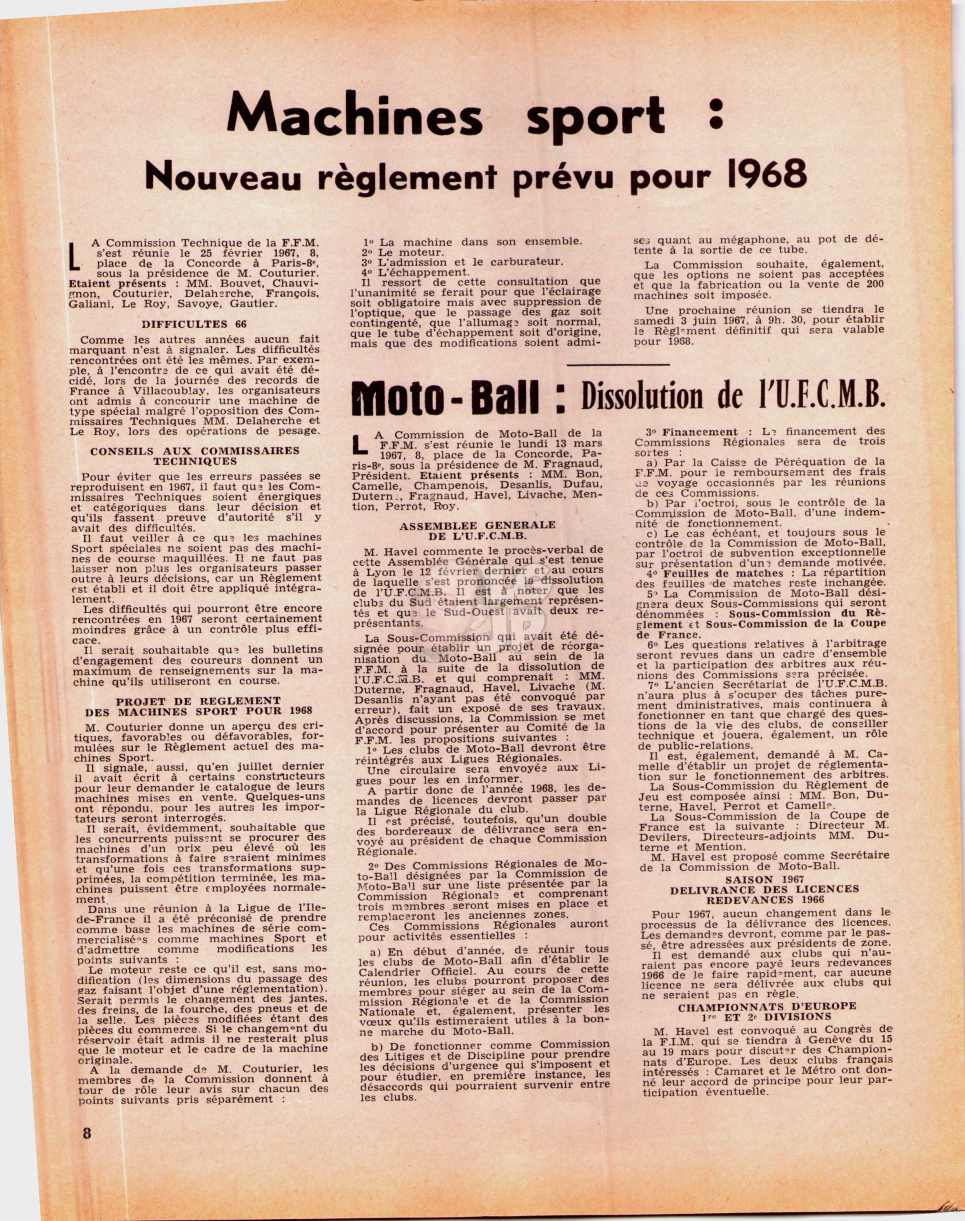 Machines sport :
Nouveau règlement prévu pour 1968
LA Commission Technique de la F.F.M.
s'est réunie le 25 février 1967, 8,
place de la Concorde à Paris-8e,
sous la présidence de M. Couturier.
Etaient présents : MM. Bouvet, Chauvi-
gnon, Couturier, Delaherche, François,
Galiani, Le Roy, Savoye, Gautier.
DIFFICULTES 66
Comme les autres années aucun fait
marquant n'est à signaler. Les difficultés
rencontrées ont été les mêmes. Par exem-
ple, à l'encontre de ce qui avait été dé-
cidé, lors de la journée des records de
France à Villacoublay, les organisateurs
ont admis à concourir une machine de
type spécial malgré l'opposition des Com-
missaires Techniques MM. Delaherche et
Le Roy, lors des opérations de pesage.
CONSEILS AUX COMMISSAIRES
TECHNIQUES
Pour éviter que les erreurs passées se
reproduisent en 1967, il faut que les Com-
missaires Techniques soient énergiques
et catégoriques dans leur décision et
qu'ils fassent preuve d'autorité s'il y
avait des difficultés.
Il faut veiller à ce que les machines
Sport spéciales ne soient pas des machi-
nes de course maquillées. Il ne faut pas
laisser non plus les organisateurs passer
outre à leurs décisions, car un Règlement
est établi et il doit être appliqué intégra-
lement.
Les difficultés qui pourront être encore
rencontrées en 1967 seront certainement
moindres grâce à un contrôle plus effi-
cace.
Il serait souhaitable que les bulletins
d'engagement des coureurs donnent un
maximum de renseignements sur la ma-
chine qu'ils utiliseront en course.
PROJET DE REGLEMENT
DES MACHINES SPORT POUR 1968
M. Couturier donne un aperçu des cri-
tiques, favorables ou défavorables, for-
mulées sur le Règlement actuel des ma-
chines Sport.
Il signale, aussi, qu'en juillet dernier
il avait écrit à certains constructeurs
pour leur demander le catalogue de leurs
machines mises en vente. Quelques-uns
ont répondu, pour les autres les impor-
tateurs seront interrogés.
Il serait, évidemment, souhaitable que
les concurrents puissent se procurer des
machines d'un prix peu élevé où les
transformations à faire seraient minimes
et qu'une fois ces transformations sup-
primées, la compétition terminée, les ma-
chines puissent être employées normale-
ment.
Dans une réunion à la Ligue de l'Ile-
de-France il a été préconisé de prendre
comme base les machines de série com-
mercialisées comme machines Sport et
d'admettre comme modifications les
points suivants :
Le moteur reste ce qu'il est, sans mo-
dification (les dimensions du passage des
gaz faisant l'objet d'une réglementation).
Serait permis le changement des jantes,
des freins, de la fourche, des pneus et de
la selle. Les pièces modifiées étant des
pièces du commerce. Si le changement du
réservoir était admis il ne resterait plus
que le moteur et le cadre de la machine
originale.
A la demande de M. Couturier, les
membres de la Commission donnent à
tour de rôle leur avis sur chacun des
points suivants pris séparément :
1o La machine dans son ensemble.
2o Le moteur.
3o L'admission et le carburateur.
4o L'échappement.
Il ressort de cette consultation que
l'unanimité se ferait pour que l'éclairage
soit obligatoire mais avec suppression de
l'optique, que le passage des gaz soit
contingenté, que l'allumage soit normal,
que le tube d'échappement soit d'origine,
mais que des modifications soient admi-
ses quant au mégaphone, au pot de dé-
tente à la sortie de ce tube.
La Commission souhaite, également,
que les options ne soient pas acceptées
et que la fabrication ou la vente de 200
machines soit imposée.
Une prochaine réunion se tiendra le
samedi 3 juin 1967, à 9h. 30, pour établir
le Règlement définitif qui sera valable
pour 1968.
Moto-Ball : Dissolution de l'U.F.C.M.B.
LA Commission de Moto-Ball de la
F.F.M. s'est réunie le lundi 13 mars
1967, 8, place de la Concorde, Pa-
ris-8e, sous la présidence de M. Fragnaud,
Président. Etaient présents : MM. Bon,
Camelle, Champenois, Desanlis, Dufau,
Duterne, Fragnaud, Havel, Livache, Men-
tion, Perrot, Roy.
ASSEMBLEE GENERALE
DE L'U.F.C.M.B.
M. Havel commente le procès-verbal de
cette Assemblée Générale qui s'est tenue
à Lyon le 12 février dernier et au cours
de laquelle s'est prononcée la dissolution
de l'U.F.C.M.B. Il est à noter que les
clubs du Sud étaient largement représen-
tés et que le Sud-Ouest avait deux re-
présentants.
La Sous-Commission qui avait été dé-
signée pour établir un projet de réorga-
nisation du Moto-Ball au sein de la
F.F.M. à la suite de la dissolution de
l'U.F.C.M.B. et qui comprenait : MM.
Duterne, Fragnaud, Havel, Livache (M.
Desanlis n'ayant pas été convoqué par
erreur), fait un exposé de ses travaux.
Après discussions, la Commission se met
d'accord pour présenter au Comité de la
F.F.M. les propositions suivantes :
1o Les clubs de Moto-Ball devront être
réintégrés aux Ligues Régionales.
Une circulaire sera envoyée aux Li-
gues pour les en informer.
A partir donc de l'année 1968, les de-
mandes de licences devront passer par
la Ligue Régionale du club.
Il est précisé, toutefois, qu'un double
des bordereaux de délivrance sera en-
voyé au président de chaque Commission
Régionale.
2o Des Commissions Régionales de Mo-
to-Ball désignées par la Commission de
Moto-Ball sur une liste présentée par la
Commission Régionale et comprenant
trois membres seront mises en place et
remplaceront les anciennes zones.
Ces Commissions Régionales auront
pour activités essentielles :
a) En début d'année, de réunir tous
les clubs de Moto-Ball afin d'établir le
Calendrier Officiel. Au cours de cette
réunion, les clubs pourront proposer des
membres pour siéger au sein de la Com-
mission Régionale et de la Commission
Nationale et, également, présenter les
vœux qu'ils estimeraient utiles à la bon-
ne marche du Moto-Ball.
b) De fonctionner comme Commission
des Litiges et de Discipline pour prendre
les décisions d'urgence qui s'imposent et
pour étudier, en première instance, les
désaccords qui pourraient survenir entre
les clubs.
3o Financement : Le financement des
Commissions Régionales sera de trois
sortes :
a) Par la Caisse de Péréquation de la
F.F.M. pour le remboursement des frais
de voyage occasionnés par les réunions
de ces Commissions.
b) Par l'octroi, sous le contrôle de la
Commission de Moto-Ball, d'une indem-
nité de fonctionnement.
c) Le cas échéant, et toujours sous le
contrôle de la Commission de Moto-Ball,
par l'octroi de subvention exceptionnelle
sur présentation d'une demande motivée.
4o Feuilles de matches : La répartition
des feuilles de matches reste inchangée.
5o La Commission de Moto-Ball dési-
gnera deux Sous-Commissions qui seront
dénommées : Sous-Commission du Rè-
glement et Sous-Commission de la Coupe
de France.
6o Les questions relatives à l'arbitrage
seront revues dans un cadre d'ensemble
et la participation des arbitres aux réu-
nions des Commissions sera précisée.
7o L'ancien Secrétariat de l'U.F.C.M.B.
n'aura plus à s'ocuper des tâches pure-
ment dministratives, mais continuera à
fonctionner en tant que chargé des ques-
tions de la vie des clubs, de conseiller
technique et jouera, également, un rôle
de public-relations.
Il est, également, demandé à M. Ca-
melle d'établir un projet de réglementa-
tion sur le fonctionnement des arbitres.
La Sous-Commission du Règlement de
Jeu est composée ainsi : MM. Bon, Du-
terne, Havel, Perrot et Camelle.
La Sous-Commission de la Coupe de
France est la suivante : Directeur M.
Devilers, Directeurs-adjoints MM. Du-
terne et Mention.
M. Havel est proposé comme Secrétaire
de la Commission de Moto-Ball.
SAISON 1967
DELIVRANCE DES LICENCES
REDEVANCES 1966
Pour 1967, aucun changement dans le
processus de la délivrance des licences.
Les demandes devront, comme par le pas-
sé, être adressées aux présidents de zone.
Il est demandé aux clubs qui n'au-
raient pas encore payé leurs redevances
1966 de le faire rapidement, car aucune
licence ne sera délivrée aux clubs qui
ne seraient pas en règle.
CHAMPIONNATS D'EUROPE
1re ET 2e DIVISIONS
M. Havel est convoqué au Congrès de
la F.I.M. qui se tiendra à Genève du 15
au 19 mars pour discuter des Champion-
nats d'Europe. Les deux clubs français
intéressés : Camaret et le Métro ont don-
né leur accord de principe pour leur par-
ticipation éventuelle.
8